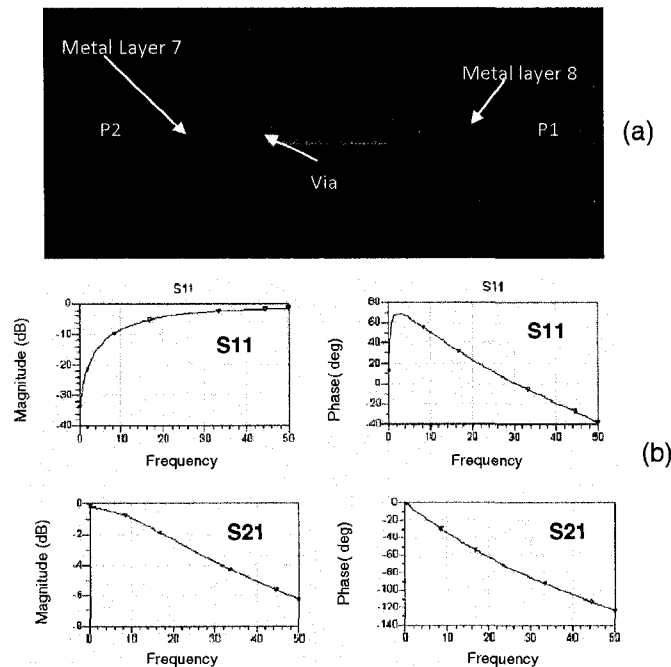 Metal Layer 7
Metal layer 8
P2
P1
(a)
Via
S11
S11
0
-10
-20
-30
-40
Magnitude (dB)
S11
0
10
20
30
40
50
Frequency
80
60
40
20
0
-20
-40
Phase( deg)
S11
0
10
20
30
40
50
Frequency
(b)
0
-2
-4
-6
-8
Magnitude (dB)
S21
0
10
20
30
40
50
Frequency
0
-20
-40
-60
-80
-100
-120
-140
Phase( deg)
S21
0
10
20
30
40
50
Frequency